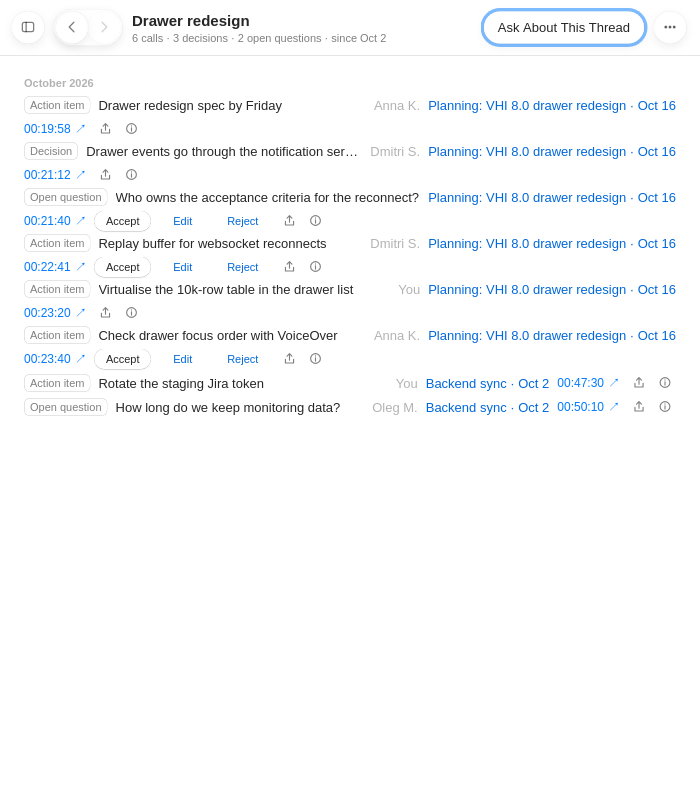 Drawer redesign
6 calls · 3 decisions · 2 open questions · since Oct 2
Ask About This Thread
October 2026
Action item Drawer redesign spec by Friday Anna K. Planning: VHI 8.0 drawer redesign · Oct 16
00:19:58
Decision Drawer events go through the notification ser… Dmitri S. Planning: VHI 8.0 drawer redesign · Oct 16
00:21:12
Open question Who owns the acceptance criteria for the reconnect? Planning: VHI 8.0 drawer redesign · Oct 16
00:21:40 Accept Edit Reject
Action item Replay buffer for websocket reconnects Dmitri S. Planning: VHI 8.0 drawer redesign · Oct 16
00:22:41 Accept Edit Reject
Action item Virtualise the 10k-row table in the drawer list You Planning: VHI 8.0 drawer redesign · Oct 16
00:23:20
Action item Check drawer focus order with VoiceOver Anna K. Planning: VHI 8.0 drawer redesign · Oct 16
00:23:40 Accept Edit Reject
Action item Rotate the staging Jira token You Backend sync · Oct 2 00:47:30
Open question How long do we keep monitoring data? Oleg M. Backend sync · Oct 2 00:50:10